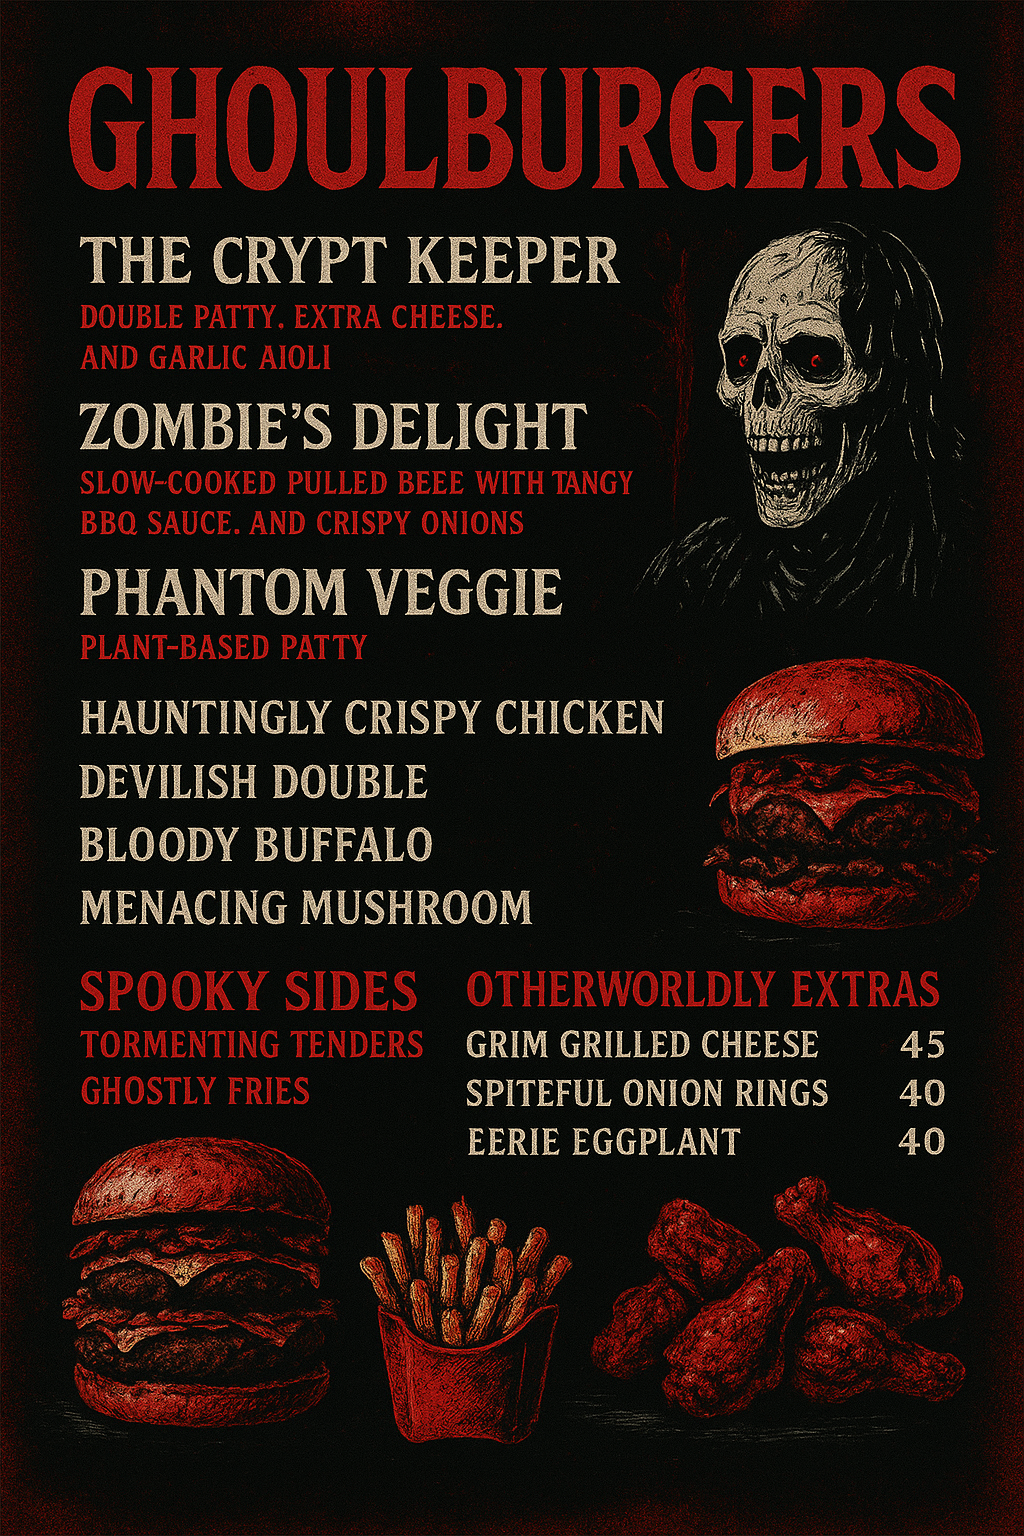 GHOULBURGERS
THE CRYPT KEEPER
DOUBLE PATTY. EXTRA CHEESE.
AND GARLIC AIOLI
ZOMBIE'S DELIGHT
SLOW-COOKED PULLED BEEE WITH TANGY
BBQ SAUCE. AND CRISPY ONIONS
PHANTOM VEGGIE
PLANT-BASED PATTY
HAUNTINGLY CRISPY CHICKEN
DEVILISH DOUBLE
BLOODY BUFFALO
MENACING MUSHROOM
SPOOKY SIDES
TORMENTING TENDERS
GHOSTLY FRIES
OTHERWORLDLY EXTRAS
GRIM GRILLED CHEESE 45
SPITEFUL ONION RINGS 40
EERIE EGGPLANT 40